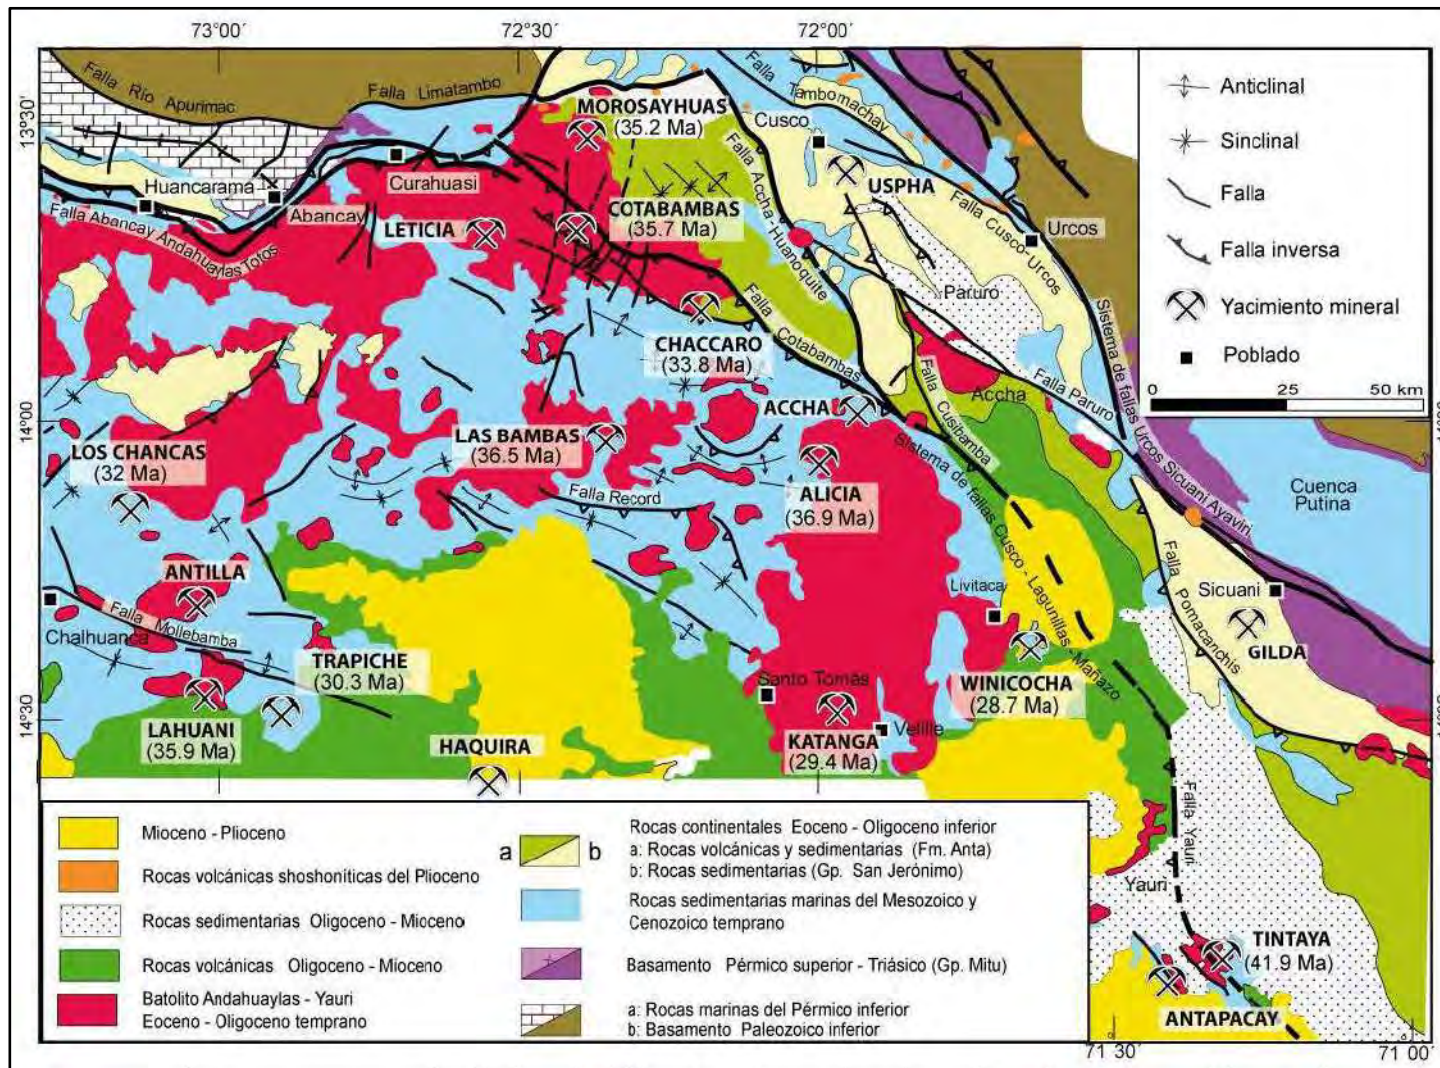 73°00´
72°30´
72°00´
13°30´
14°00´
14°30´
Falla Río Apurimac
Falla Limatambo
MOROSAYHUAS
(35.2 Ma)
Cusco
Falla Tambomachay
Huancarama
Abancay
Curahuasi
Falla Abancay Andahuaylas Totos
LETICIA
COTABAMBAS
(35.7 Ma)
Falla Accha-Huanoquite
USPHA
Falla Cusco-Urcos
Urcos
Paruro
Sistema de fallas Urcos Sicuani Ayaviri
CHACCARO
(33.8 Ma)
Falla Cotabambas
ACCHA
Accha
Falla Paruro
Falla Cusibamba
LOS CHANCAS
(32 Ma)
LAS BAMBAS
(36.5 Ma)
Falla Record
ALICIA
(36.9 Ma)
Sistema de fallas Cusco - Lagunillas - Mañazo
Cuenca
Putina
ANTILLA
Falla Mollebamba
Chalhuanca
TRAPICHE
(30.3 Ma)
LAHUANI
(35.9 Ma)
HAQUIRA
Santo Tomás
Livitaca
KATANGA
(29.4 Ma)
Velille
WINICOCHA
(28.7 Ma)
Falla Pomacanchis
Sicuani
GILDA
Falla Yauri
Yauri
TINTAYA
(41.9 Ma)
ANTAPACAY
71°30´
71°00´
Anticlinal
Sinclinal
Falla
Falla inversa
Yacimiento mineral
Poblado
0 25 50 km
Mioceno - Plioceno
Rocas volcánicas shoshoníticas del Plioceno
Rocas sedimentarias Oligoceno - Mioceno
Rocas volcánicas Oligoceno - Mioceno
Batolito Andahuaylas - Yauri
Eoceno - Oligoceno temprano
a b
Rocas continentales Eoceno - Oligoceno inferior
a: Rocas volcánicas y sedimentarias (Fm. Anta)
b: Rocas sedimentarias (Gp. San Jerónimo)
Rocas sedimentarias marinas del Mesozoico y
Cenozoico temprano
Basamento Pérmico superior - Triásico (Gp. Mitu)
a: Rocas marinas del Pérmico inferior
b: Basamento Paleozoico inferior